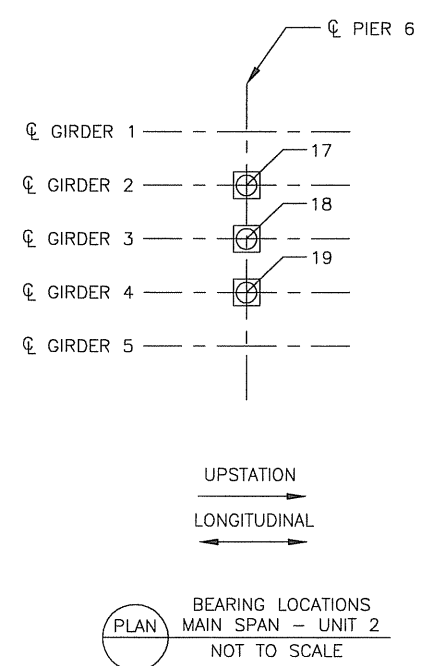 ℄ PIER 6
℄ GIRDER 1
17
℄ GIRDER 2
18
℄ GIRDER 3
19
℄ GIRDER 4
℄ GIRDER 5
UPSTATION
LONGITUDINAL
PLAN
BEARING LOCATIONS
MAIN SPAN – UNIT 2
NOT TO SCALE